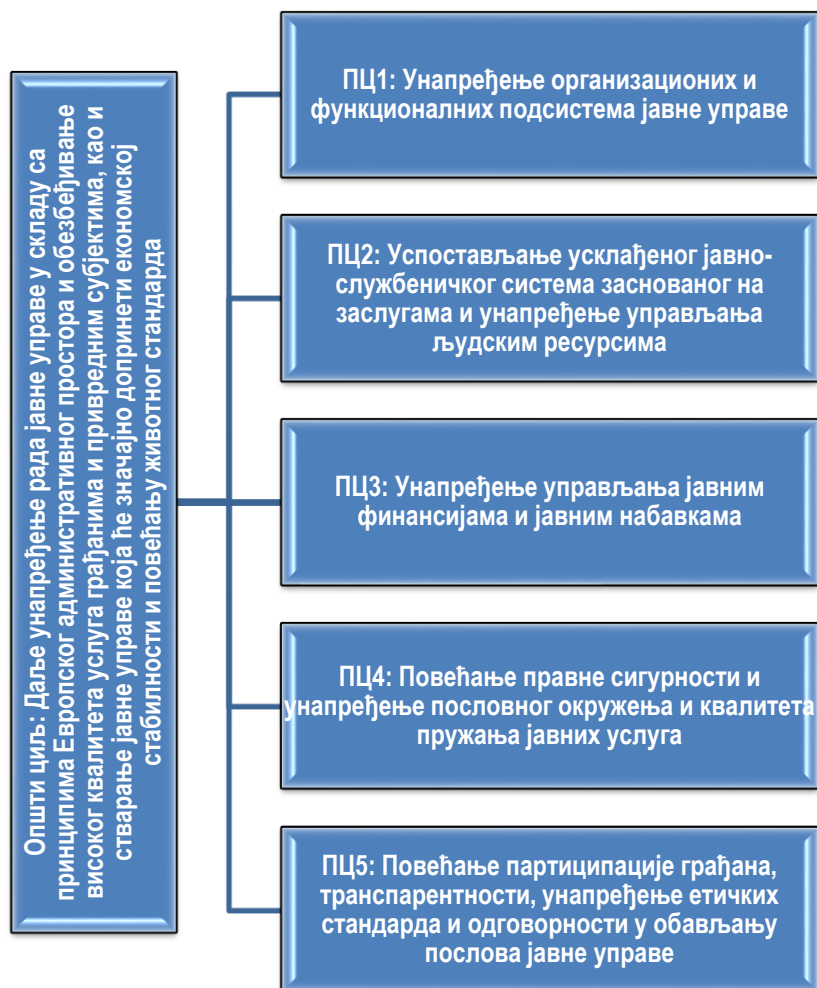 Општи циљ: Даље унапређење рада јавне управе у складу са
принципима Европског административног простора и обезбеђивање
високог квалитета услуга грађанима и привредним субјектима, као и
стварање јавне управе која ће значајно допринети економској
стабилности и повећању животног стандарда
ПЦ1: Унапређење организационих и
функционалних подсистема јавне управе
ПЦ2: Успостављање усклађеног јавно-
службеничког система заснованог на
заслугама и унапређење управљања
људским ресурсима
ПЦ3: Унапређење управљања јавним
финансијама и јавним набавкама
ПЦ4: Повећање правне сигурности и
унапређење пословног окружења и квалитета
пружања јавних услуга
ПЦ5: Повећање партиципације грађана,
транспарентности, унапређење етичких
стандарда и одговорности у обављању
послова јавне управе